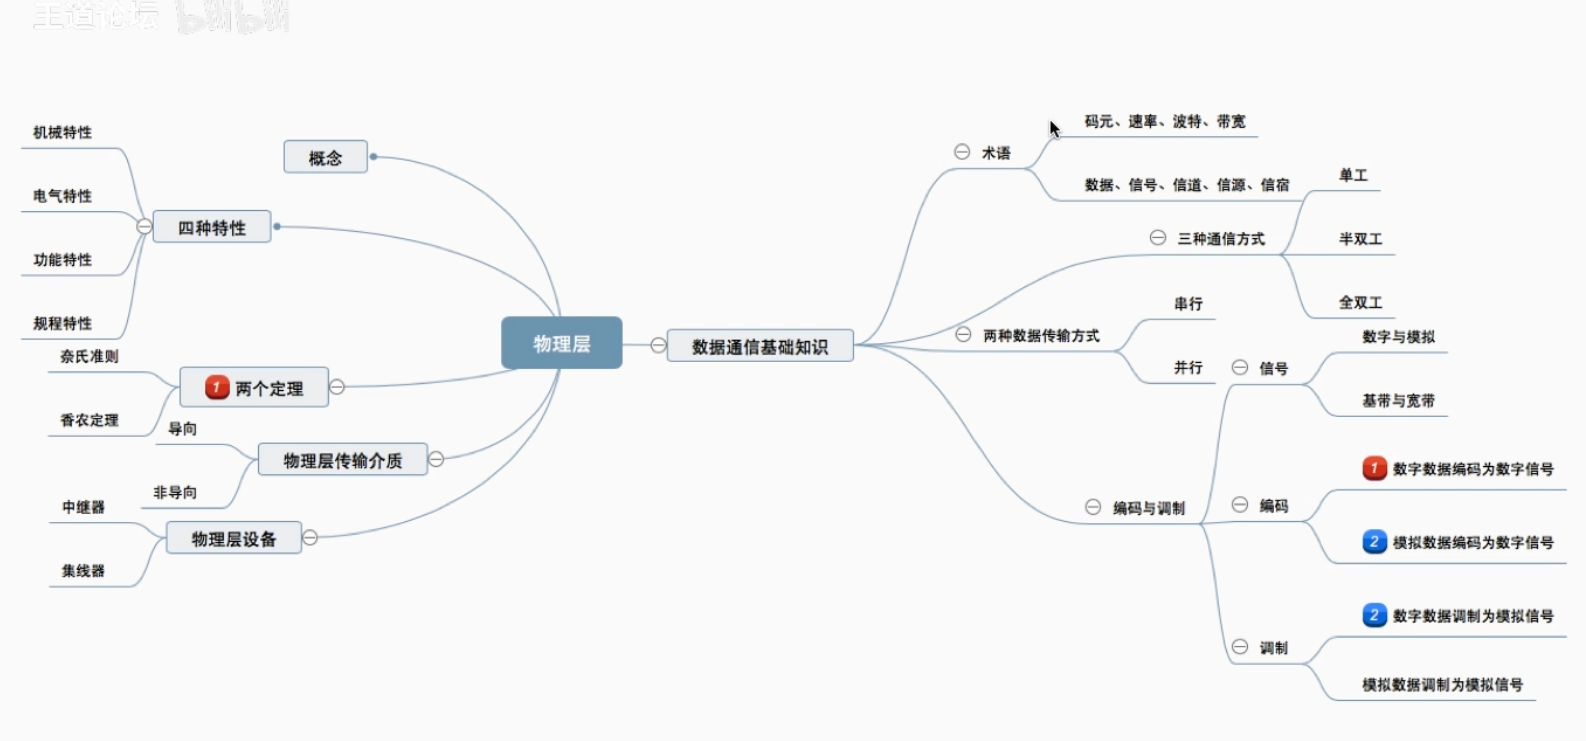 王道论坛 bilibili
物理层
概念
四种特性
机械特性
电气特性
功能特性
规程特性
1 两个定理
奈氏准则
香农定理
物理层传输介质
导向
非导向
物理层设备
中继器
集线器
数据通信基础知识
术语
码元、速率、波特、带宽
数据、信号、信道、信源、信宿
三种通信方式
单工
半双工
全双工
两种数据传输方式
串行
并行
编码与调制
信号
数字与模拟
基带与宽带
编码
1 数字数据编码为数字信号
2 模拟数据编码为数字信号
调制
2 数字数据调制为模拟信号
模拟数据调制为模拟信号